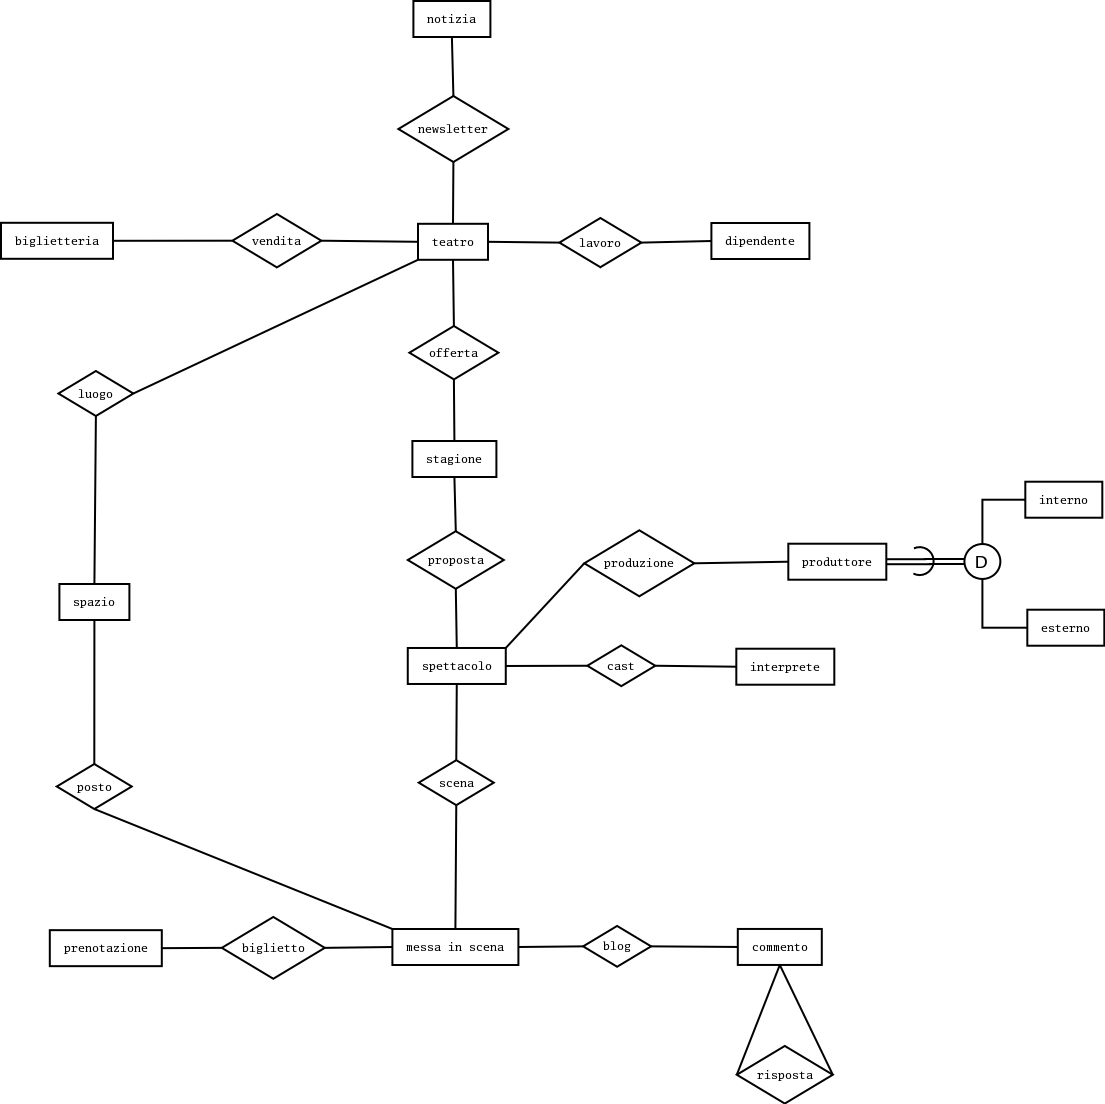 notizia
newsletter
biglietteria
vendita
teatro
lavoro
dipendente
offerta
luogo
stagione
interno
proposta
produzione
produttore
D
spazio
esterno
spettacolo
cast
interprete
scena
posto
prenotazione
biglietto
messa in scena
blog
commento
risposta